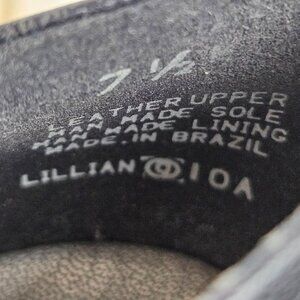 7 1/2
LEATHER UPPER
MAN MADE SOLE
MAN MADE LINING
MADE IN BRAZIL
LILLIAN 10A